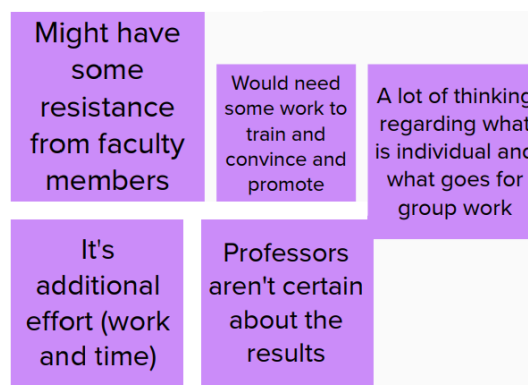 Might have
some
resistance
from faculty
members
Would need
some work to
train and
convince and
promote
A lot of thinking
regarding what
is individual and
what goes for
group work
It's
additional
effort (work
and time)
Professors
aren't certain
about the
results